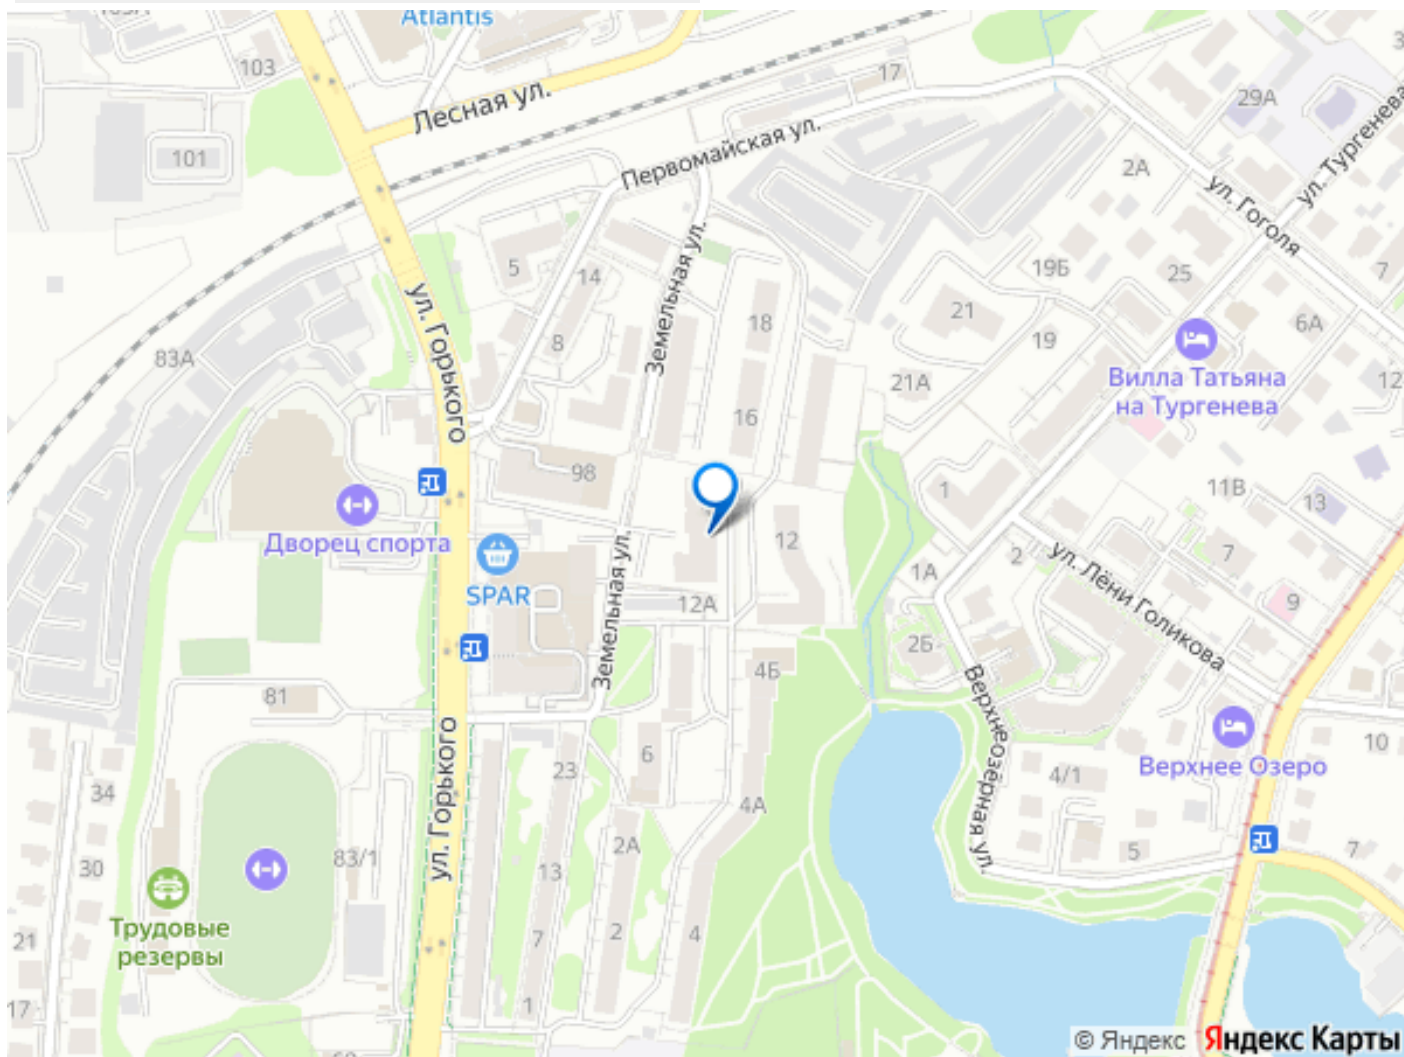 Atlantis
103
Лесная ул.
17
3
29А
101
Первомайская ул.
2А
ул. Тургенева
ул. Гоголя
5
14
Земельная ул.
19Б
25
7
21
18
6А
ул. Горького
83А
8
19
Вилла Татьяна
на Тургенева
12
21А
16
98
1
11В
13
Дворец спорта
12
2
7
ул. Лёни Голикова
SPAR
Земельная ул.
1А
9
12А
2Б
4Б
81
Верхнеозёрная ул.
ул. Горького
6
23
10
Верхнее Озеро
4/1
34
4А
2А
5
7
83/1
30
13
Трудовые
резервы
21
7
2
4
17
1
© Яндекс Яндекс Карты